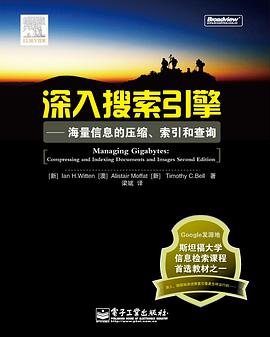 Broadview®
ELSEVIER
深入搜索引擎
——海量信息的压缩、索引和查询
Managing Gigabytes:
Compressing and Indexing Documents and Images Second Edition
[新] Ian H.Witten [澳] Alistair Moffat [新] Timothy C.Bell 著
梁斌 译
Google发源地
斯坦福大学
信息检索课程
首选教材之一
电子工业出版社